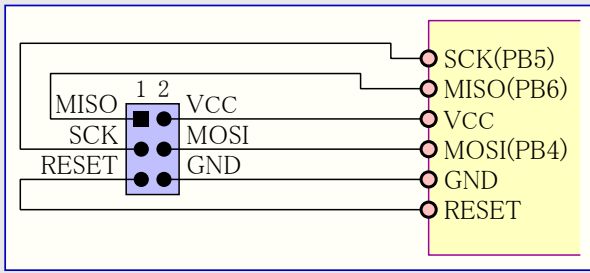 SCK(PB5)
1 2 MISO(PB6)
MISO VCC VCC
SCK MOSI MOSI(PB4)
RESET GND GND
RESET